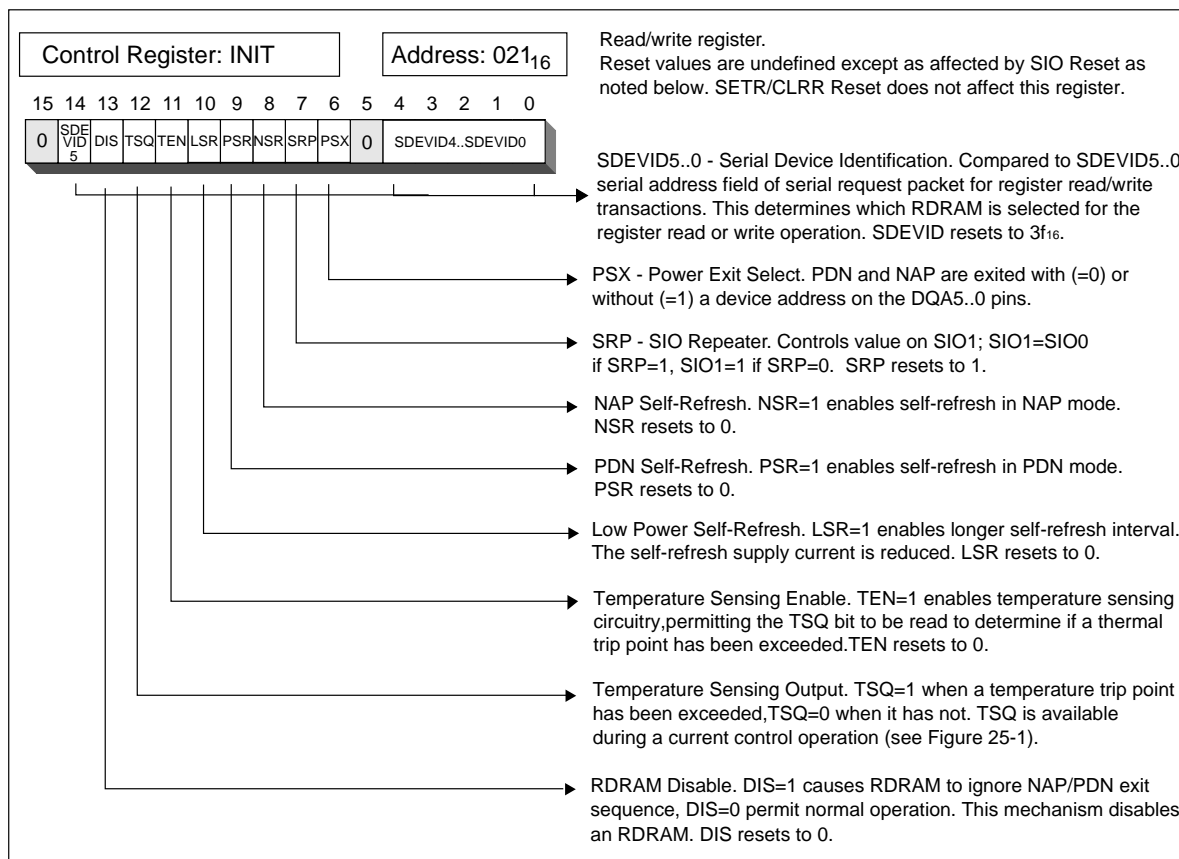 Control Register: INIT
Address: 021₁₆
Read/write register.
Reset values are undefined except as affected by SIO Reset as
noted below. SETR/CLRR Reset does not affect this register.
15 14 13 12 11 10 9 8 7 6 5 4 3 2 1 0
0 SDE VID 5 DIS TSQ TEN LSR PSR NSR SRP PSX 0 SDEVID4..SDEVID0
SDEVID5..0 - Serial Device Identification. Compared to SDEVID5..0
serial address field of serial request packet for register read/write
transactions. This determines which RDRAM is selected for the
register read or write operation. SDEVID resets to 3f₁₆.
PSX - Power Exit Select. PDN and NAP are exited with (=0) or
without (=1) a device address on the DQA5..0 pins.
SRP - SIO Repeater. Controls value on SIO1; SIO1=SIO0
if SRP=1, SIO1=1 if SRP=0. SRP resets to 1.
NAP Self-Refresh. NSR=1 enables self-refresh in NAP mode.
NSR resets to 0.
PDN Self-Refresh. PSR=1 enables self-refresh in PDN mode.
PSR resets to 0.
Low Power Self-Refresh. LSR=1 enables longer self-refresh interval.
The self-refresh supply current is reduced. LSR resets to 0.
Temperature Sensing Enable. TEN=1 enables temperature sensing
circuitry,permitting the TSQ bit to be read to determine if a thermal
trip point has been exceeded.TEN resets to 0.
Temperature Sensing Output. TSQ=1 when a temperature trip point
has been exceeded,TSQ=0 when it has not. TSQ is available
during a current control operation (see Figure 25-1).
RDRAM Disable. DIS=1 causes RDRAM to ignore NAP/PDN exit
sequence, DIS=0 permit normal operation. This mechanism disables
an RDRAM. DIS resets to 0.